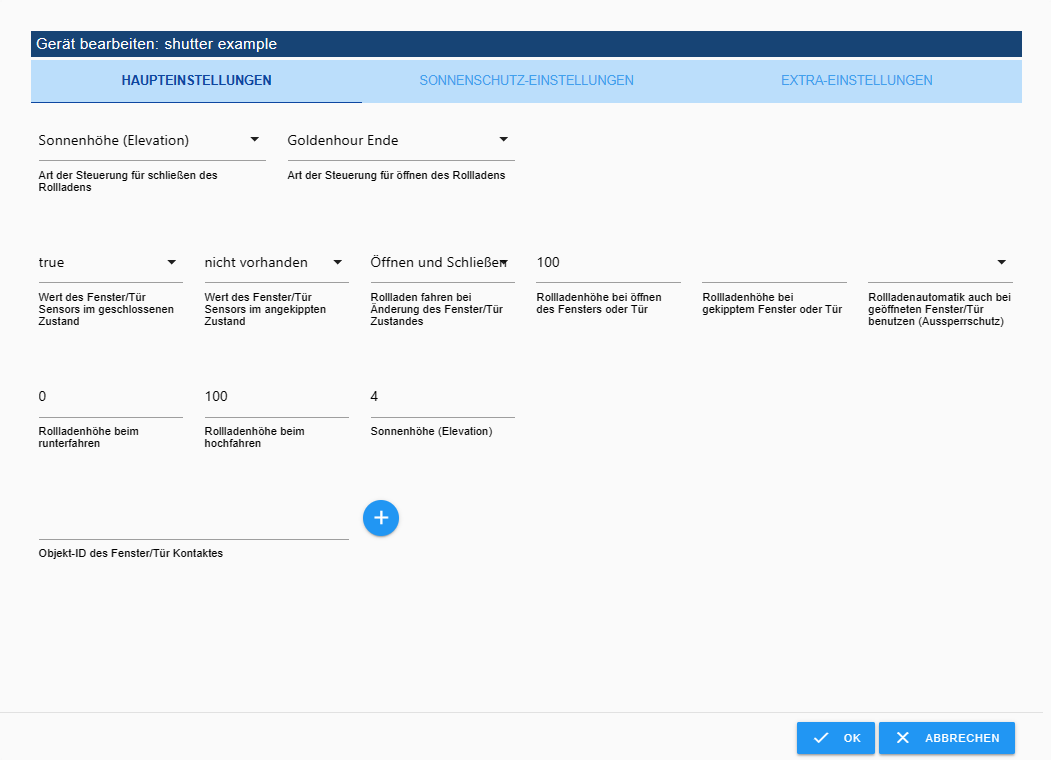 Gerät bearbeiten: shutter example
HAUPTEINSTELLUNGEN
SONNENSCHUTZ-EINSTELLUNGEN
EXTRA-EINSTELLUNGEN
Sonnenhöhe (Elevation)
Goldenhour Ende
Art der Steuerung für schließen des
Rollladens
Art der Steuerung für öffnen des Rollladens
true
nicht vorhanden
Öffnen und Schließen
100
Wert des Fenster/Tür
Sensors im geschlossenen
Zustand
Wert des Fenster/Tür
Sensors im angekippten
Zustand
Rollladen fahren bei
Änderung des Fenster/Tür
Zustandes
Rollladenhöhe bei öffnen
des Fensters oder Tür
Rollladenhöhe bei
gekipptem Fenster oder Tür
Rollladenautomatik auch bei
geöffneten Fenster/Tür
benutzen (Aussperrschutz)
0
100
4
Rollladenhöhe beim
runterfahren
Rollladenhöhe beim
hochfahren
Sonnenhöhe (Elevation)
Objekt-ID des Fenster/Tür Kontaktes
OK
ABBRECHEN